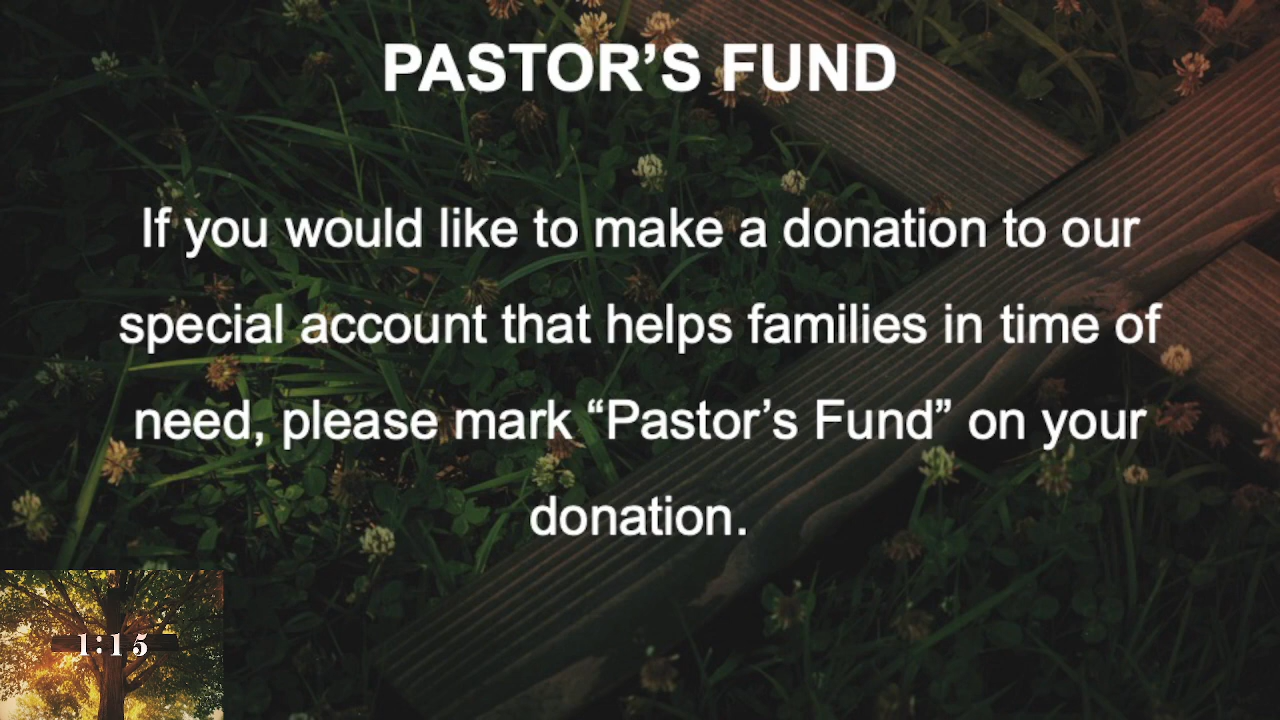 PASTOR’S FUND
If you would like to make a donation to our
special account that helps families in time of
need, please mark “Pastor’s Fund” on your
donation.
1:15